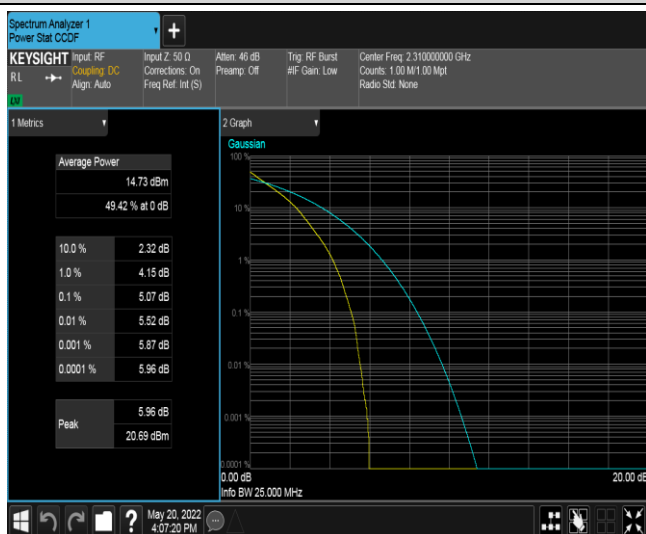 Spectrum Analyzer 1
Power Stat CCDF
+
KEYSIGHT
RL
Input: RF
Coupling: DC
Align: Auto
Input Z: 50 Ω
Corrections: On
Freq Ref: Int (S)
Atten: 46 dB
Preamp: Off
Trig: RF Burst
#IF Gain: Low
Center Freq: 2.310000000 GHz
Counts: 1.00 M/1.00 Mpt
Radio Std: None
1 Metrics
Average Power
14.73 dBm
49.42 % at 0 dB
10.0 % 2.32 dB
1.0 % 4.15 dB
0.1 % 5.07 dB
0.01 % 5.52 dB
0.001 % 5.87 dB
0.0001 % 5.96 dB
Peak
5.96 dB
20.69 dBm
2 Graph
Gaussian
100 %
10 %
1 %
0.1 %
0.01 %
0.001 %
0.0001 %
0.00 dB
20.00 dB
Info BW 25.000 MHz
?
May 20, 2022
4:07:20 PM